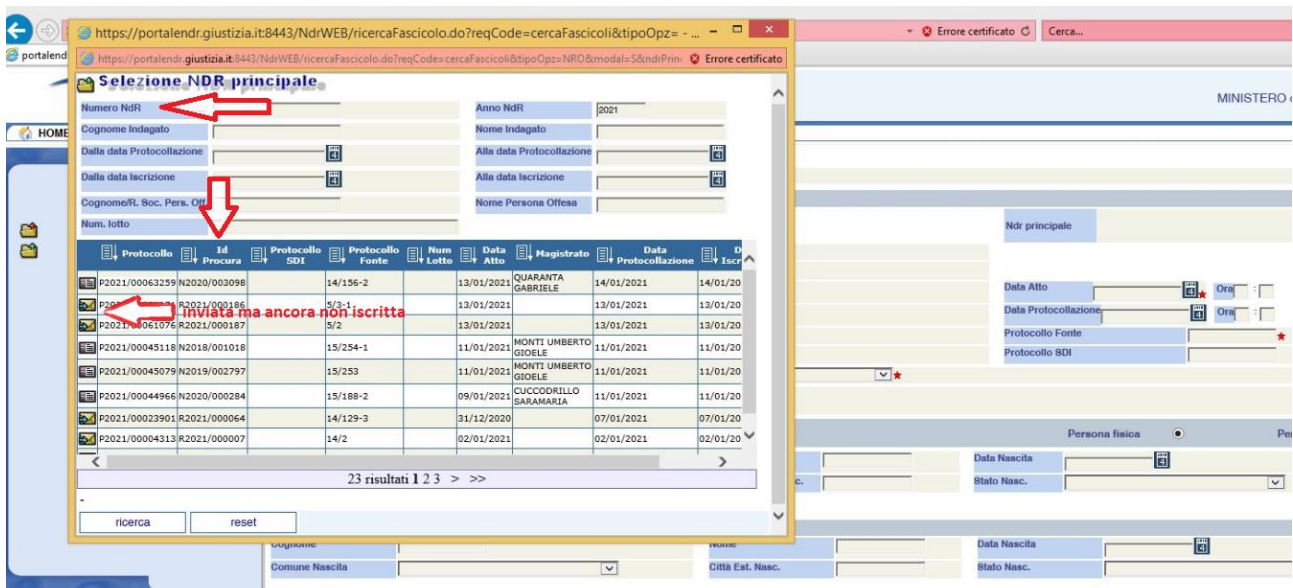 https://portalendr.giustizia.it:8443/NdrWEB/ricercaFascicolo.do?reqCode=cercaFascicoli&tipoOpz= - ...
Errore certificato
Cerca...
portalend
https://portalendr.giustizia.it:8443/NdrWEB/ricercaFascicolo.do?reqCode=cercaFascicoli&tipoOpz=NRO&modal=S&ndrPrin
Errore certificato
Selezione NDR principale
MINISTERO
HOME
Numero NdR Anno NdR 2021
Cognome Indagato Nome Indagato
Dalla data Protocollazione Alla data Protocollazione
Dalla data Iscrizione Alla data Iscrizione
Cognome/R. Soc. Pers. Off Nome Persona Offesa
Num. lotto
Ndr principale
Protocollo Id Procura Protocollo SDI Protocollo Fonte Num Lotto Data Atto Magistrato Data Protocollazione D Iscr
P2021/00063259 N2020/003098 14/156-2 13/01/2021 QUARANTA GABRIELE 14/01/2021 14/01/20
R2021/000186 5/3-1 13/01/2021 13/01/2021 13/01/20
inviata ma ancora non iscritta
P2021/00061076 R2021/000187 5/2 13/01/2021 13/01/2021 13/01/20
P2021/00045118 N2018/001018 15/254-1 11/01/2021 MONTI UMBERTO GIOELE 11/01/2021 11/01/20
P2021/00045079 N2019/002797 15/253 11/01/2021 MONTI UMBERTO GIOELE 11/01/2021 11/01/20
P2021/00044966 N2020/000284 15/188-2 09/01/2021 CUCCODRILLO SARAMARIA 11/01/2021 11/01/20
P2021/00023901 R2021/000064 14/129-3 31/12/2020 07/01/2021 07/01/20
P2021/00004313 R2021/000007 14/2 02/01/2021 02/01/2021 02/01/20
23 risultati 1 2 3 > >>
-
ricerca reset
Data Atto Ora :
Data Protocollazione Ora :
Protocollo Fonte
Protocollo SDI
Persona fisica Per
c. Data Nascita
Stato Nasc.
Cognome Nome Data Nascita
Comune Nascita Città Est. Nasc. Stato Nasc.